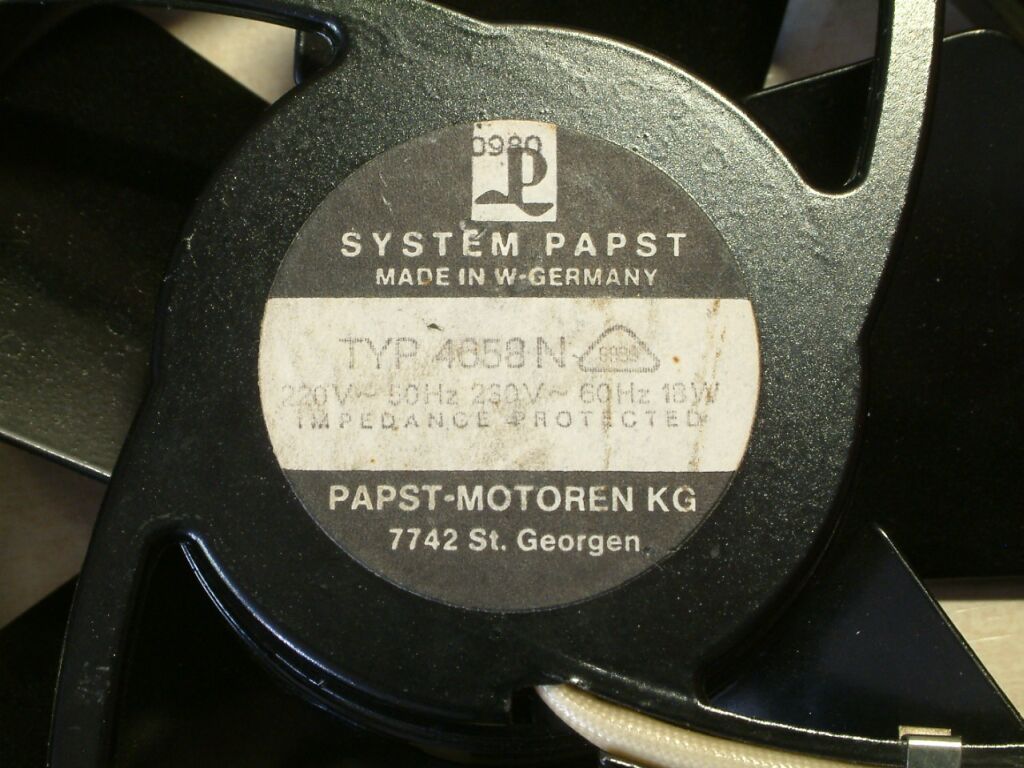 0980
SYSTEM PAPST
MADE IN W-GERMANY
TYP 4658 N
220V~ 50Hz 230V~ 60Hz 18W
IMPEDANCE PROTECTED
PAPST-MOTOREN KG
7742 St. Georgen